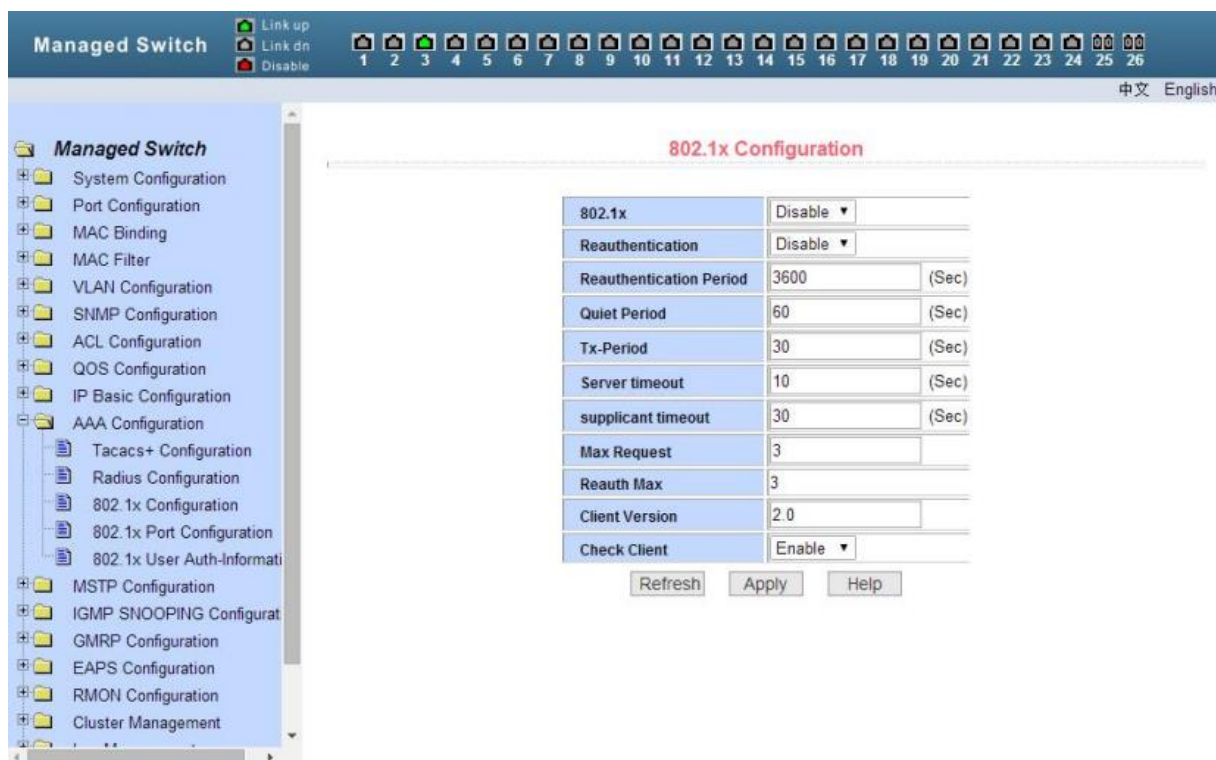 Managed Switch
Link up
Link dn
Disable
1 2 3 4 5 6 7 8 9 10 11 12 13 14 15 16 17 18 19 20 21 22 23 24 25 26
中文 English
Managed Switch
System Configuration
Port Configuration
MAC Binding
MAC Filter
VLAN Configuration
SNMP Configuration
ACL Configuration
QOS Configuration
IP Basic Configuration
AAA Configuration
Tacacs+ Configuration
Radius Configuration
802.1x Configuration
802.1x Port Configuration
802.1x User Auth-Informati
MSTP Configuration
IGMP SNOOPING Configurat
GMRP Configuration
EAPS Configuration
RMON Configuration
Cluster Management
802.1x Configuration
802.1x Disable
Reauthentication Disable
Reauthentication Period 3600 (Sec)
Quiet Period 60 (Sec)
Tx-Period 30 (Sec)
Server timeout 10 (Sec)
supplicant timeout 30 (Sec)
Max Request 3
Reauth Max 3
Client Version 2.0
Check Client Enable
Refresh Apply Help